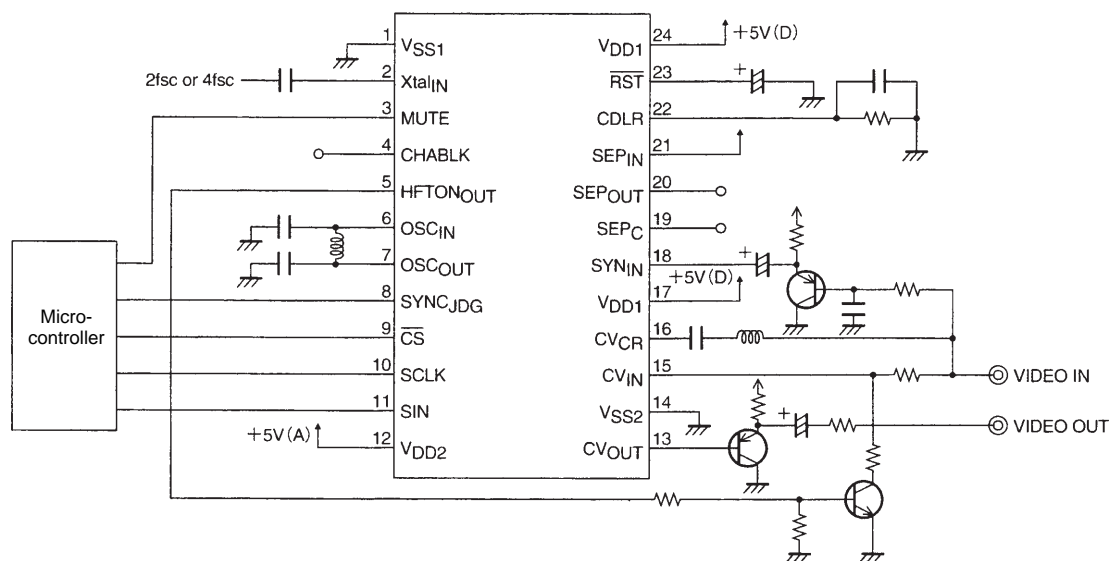 1 VSS1
2fsc or 4fsc 2 XtalIN
3 MUTE
4 CHABLK
5 HFTONOUT
6 OSCIN
7 OSCOUT
8 SYNCJDG
9 CS
10 SCLK
11 SIN
+5V(A) 12 VDD2
Micro-
controller
VDD1 24 +5V(D)
RST 23 +
CDLR 22
SEPIN 21
SEPOUT 20
SEPC 19
SYNIN 18 +
VDD1 17 +5V(D)
CVCR 16
CVIN 15 VIDEO IN
VSS2 14
+ VIDEO OUT
CVOUT 13